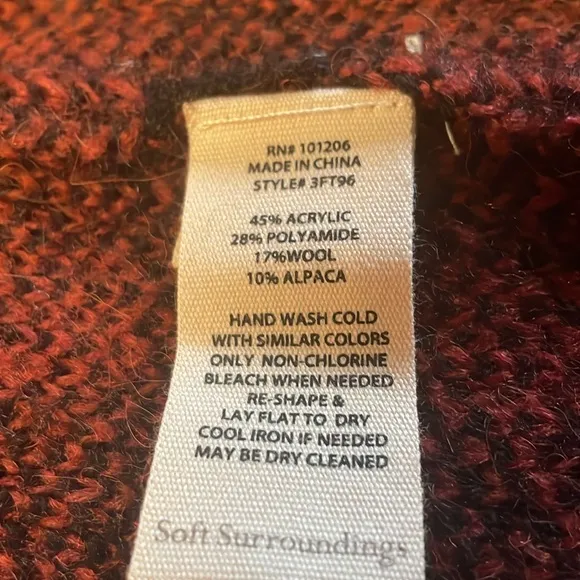 RN# 101206
MADE IN CHINA
STYLE# 3FT96
45% ACRYLIC
28% POLYAMIDE
17%WOOL
10% ALPACA
HAND WASH COLD
WITH SIMILAR COLORS
ONLY NON-CHLORINE
BLEACH WHEN NEEDED
RE-SHAPE &
LAY FLAT TO DRY
COOL IRON IF NEEDED
MAY BE DRY CLEANED
Soft Surroundings